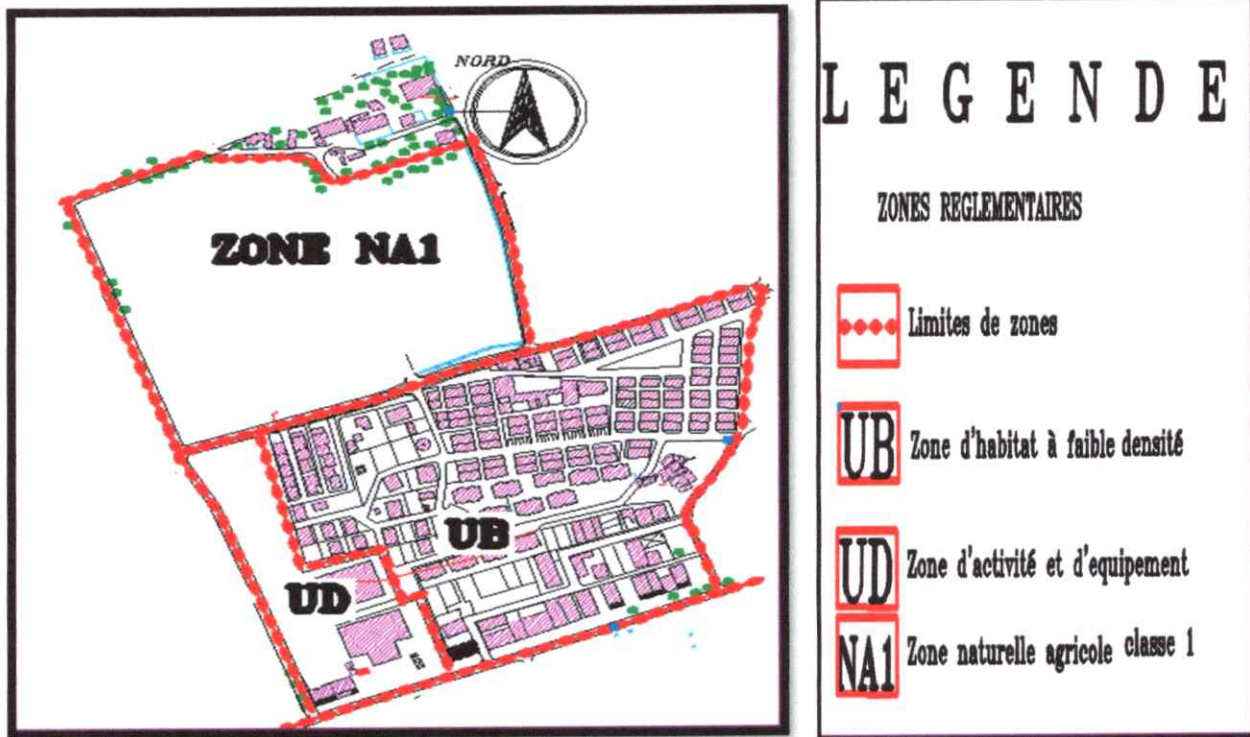 NORD
ZONE NA1
UB
UD
L E G E N D E
ZONES REGLEMENTAIRES
Limites de zones
UB Zone d'habitat à faible densité
UD Zone d'activité et d'equipement
NA1 Zone naturelle agricole classe 1